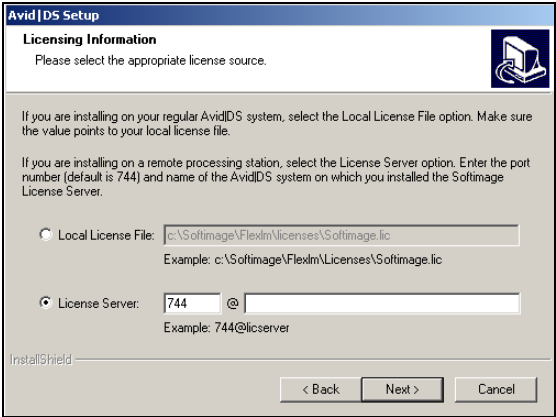 Avid|DS Setup
Licensing Information
Please select the appropriate license source.
If you are installing on your regular Avid|DS system, select the Local License File option. Make sure
the value points to your local license file.
If you are installing on a remote processing station, select the License Server option. Enter the port
number (default is 744) and name of the Avid|DS system on which you installed the Softimage
License Server.
Local License File: c:\Softimage\Flexlm\licenses\Softimage.lic
Example: c:\Softimage\Flexlm\Licenses\Softimage.lic
License Server: 744 @
Example: 744@licserver
InstallShield
< Back Next > Cancel